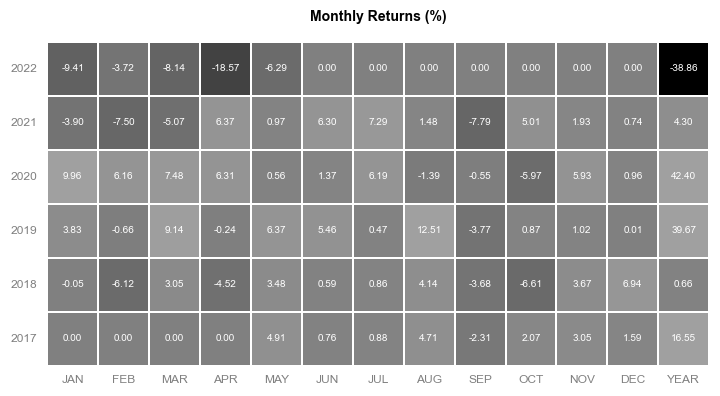 Monthly Returns (%)
2022 -9.41 -3.72 -8.14 -18.57 -6.29 0.00 0.00 0.00 0.00 0.00 0.00 0.00 -38.86
2021 -3.90 -7.50 -5.07 6.37 0.97 6.30 7.29 1.48 -7.79 5.01 1.93 0.74 4.30
2020 9.96 6.16 7.48 6.31 0.56 1.37 6.19 -1.39 -0.55 -5.97 5.93 0.96 42.40
2019 3.83 -0.66 9.14 -0.24 6.37 5.46 0.47 12.51 -3.77 0.87 1.02 0.01 39.67
2018 -0.05 -6.12 3.05 -4.52 3.48 0.59 0.86 4.14 -3.68 -6.61 3.67 6.94 0.66
2017 0.00 0.00 0.00 0.00 4.91 0.76 0.88 4.71 -2.31 2.07 3.05 1.59 16.55
JAN FEB MAR APR MAY JUN JUL AUG SEP OCT NOV DEC YEAR